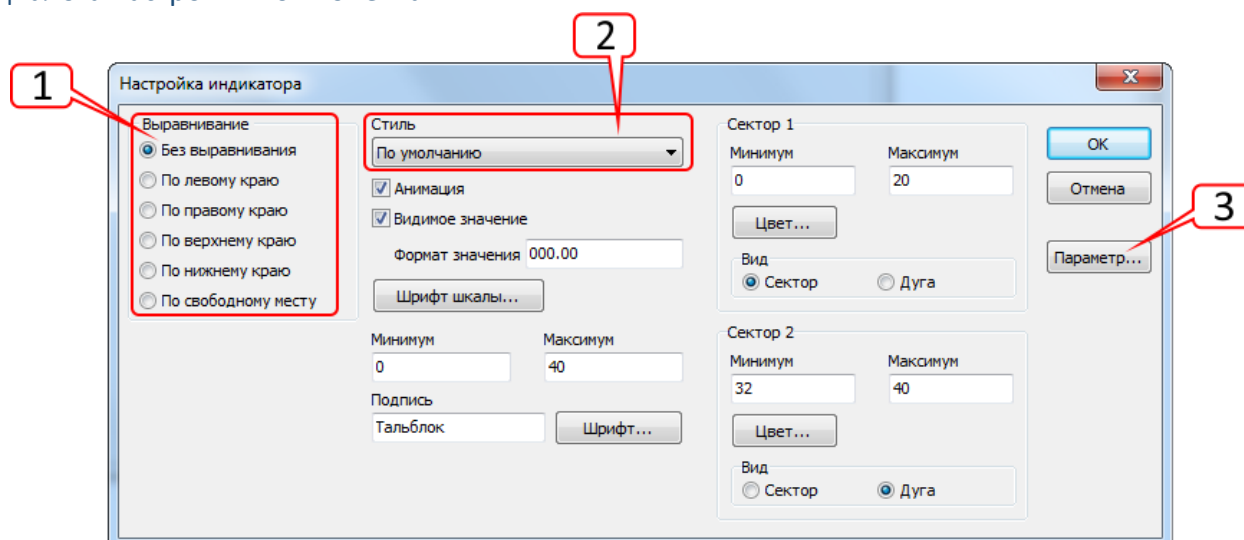 2
1
Настройка индикатора
Выравнивание
Без выравнивания
По левому краю
По правому краю
По верхнему краю
По нижнему краю
По свободному месту
Стиль
По умолчанию
Анимация
Видимое значение
Формат значения 000.00
Шрифт шкалы...
Минимум Максимум
0 40
Подпись
Тальблок Шрифт...
Сектор 1
Минимум Максимум
0 20
Цвет...
Вид
Сектор Дуга
Сектор 2
Минимум Максимум
32 40
Цвет...
Вид
Сектор Дуга
OK
Отмена
3
Параметр...